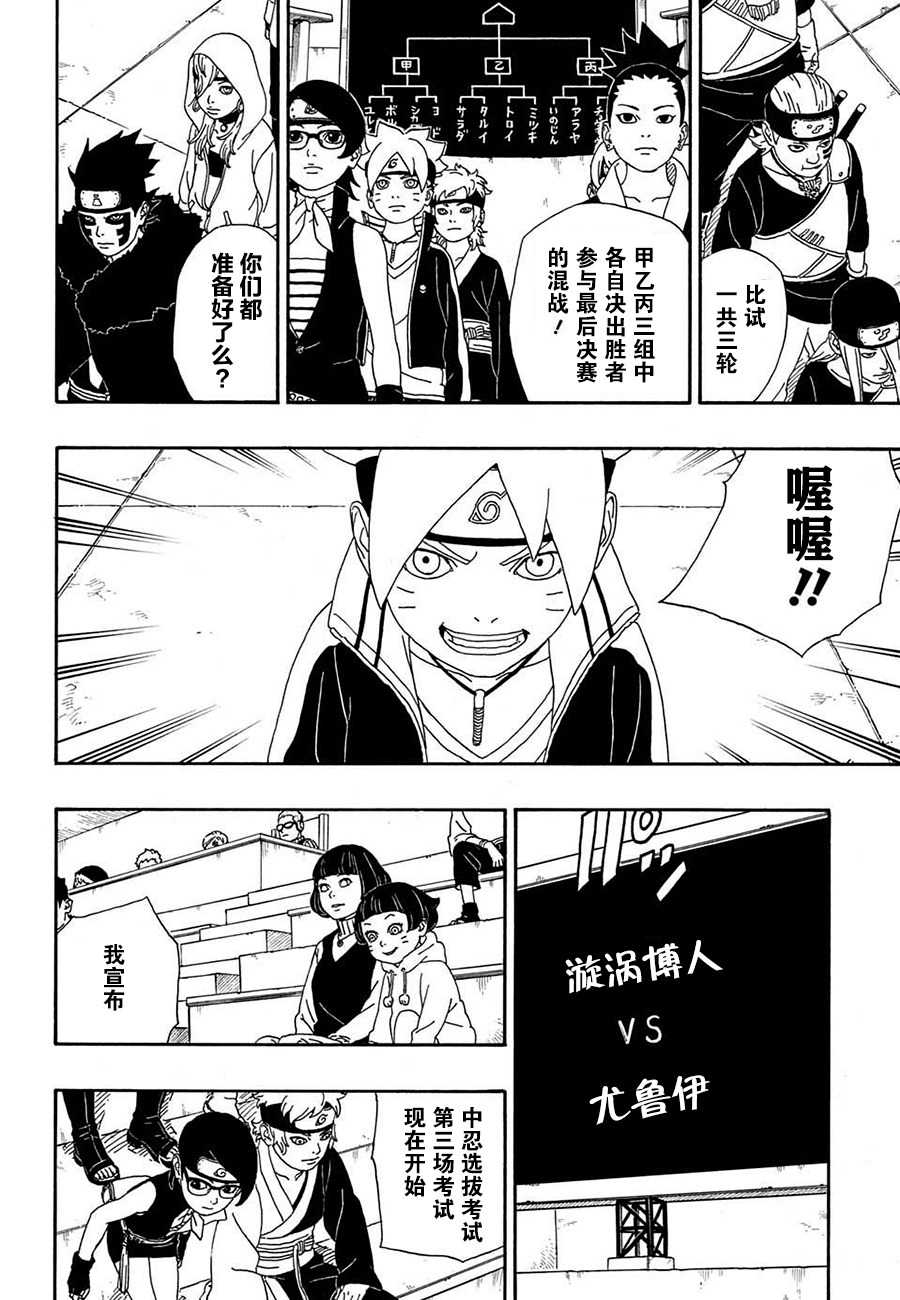 比试
一共三轮
甲乙丙三组中
各自决出胜者
参与最后决赛
的混战！
甲
乙
丙
ユレ
ボ
シカ
ヨ ド
サラダ
タルイ
トロイ
ミツキ
いのじん
アラヤ
你们都
准备好了么？
喔喔!!
漩涡博人
VS
尤鲁伊
我宣布
中忍选拔考试
第三场考试
现在开始